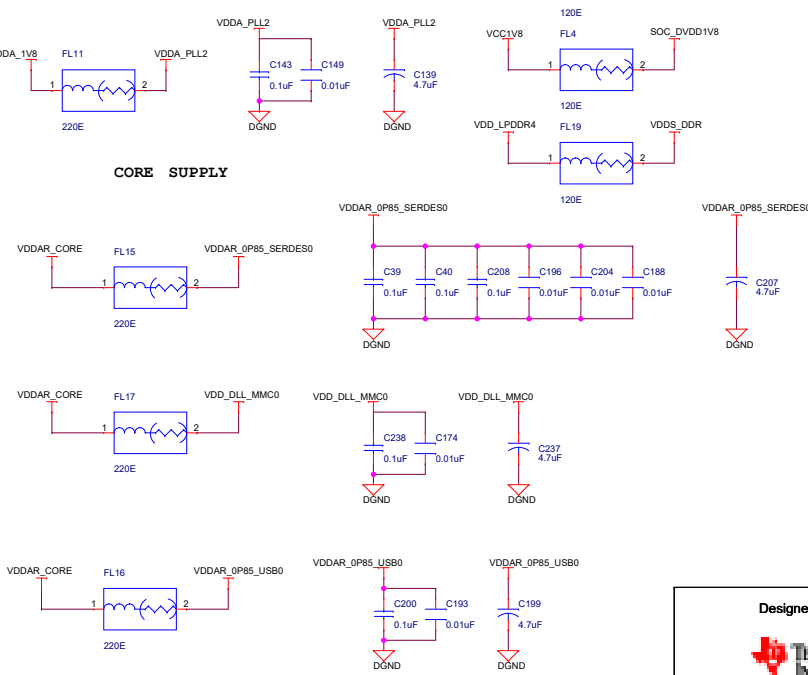 120E
VDDA_PLL2
VDDA_PLL2
VCC1V8
FL4
SOC_DVDD1V8
DDA_1V8
FL11
VDDA_PLL2
C143
0.1uF
C149
0.01uF
C139
4.7uF
1
2
1
2
220E
DGND
DGND
120E
VDD_LPDDR4
FL19
VDDS_DDR
1
2
120E
CORE SUPPLY
VDDAR_0P85_SERDES0
VDDAR_0P85_SERDES0
VDDAR_CORE
FL15
VDDAR_0P85_SERDES0
1
2
220E
C39
0.1uF
C40
0.1uF
C208
0.1uF
C196
0.01uF
C204
0.01uF
C188
0.01uF
C207
4.7uF
DGND
DGND
VDDAR_CORE
FL17
VDD_DLL_MMC0
VDD_DLL_MMC0
VDD_DLL_MMC0
1
2
220E
C238
0.1uF
C174
0.01uF
C237
4.7uF
DGND
DGND
VDDAR_CORE
FL16
VDDAR_0P85_USB0
VDDAR_0P85_USB0
VDDAR_0P85_USB0
1
2
220E
C200
0.1uF
C193
0.01uF
C199
4.7uF
DGND
DGND
Designe